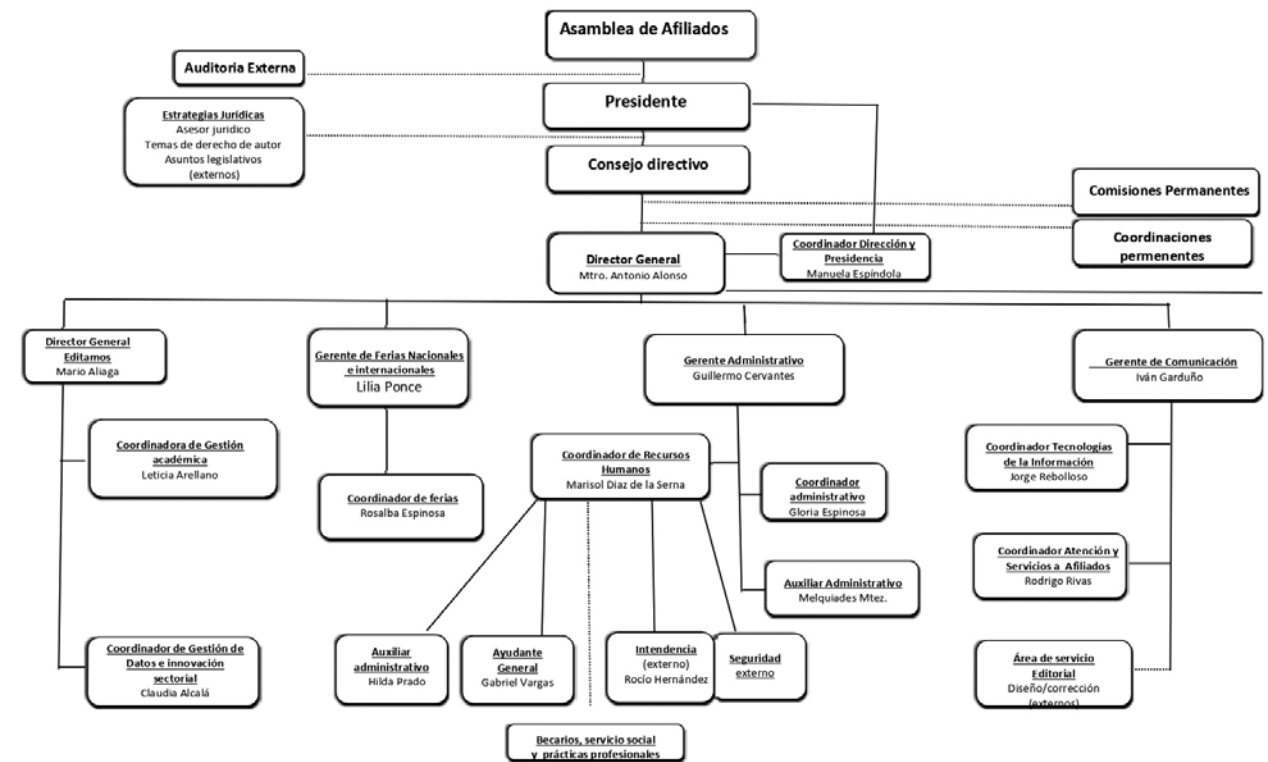 Asamblea de Afiliados
Auditoria Externa
Presidente
Estrategias Jurídicas
Asesor juridico
Temas de derecho de autor
Asuntos legislativos
(externos)
Consejo directivo
Comisiones Permanentes
Coordinaciones
permenentes
Director General
Mtro. Antonio Alonso
Coordinador Dirección y
Presidencia
Manuela Espíndola
Director General
Editamos
Mario Aliaga
Gerente de Ferias Nacionales
e internacionales
Lilia Ponce
Gerente Administrativo
Guillermo Cervantes
Gerente de Comunicación
Iván Garduño
Coordinadora de Gestión
académica
Leticia Arellano
Coordinador de ferias
Rosalba Espinosa
Coordinador de Recursos
Humanos
Marisol Diaz de la Serna
Coordinador
administrativo
Gloria Espinosa
Auxiliar Administrativo
Melquiades Mtez.
Coordinador Tecnologías
de la Información
Jorge Rebolloso
Coordinador Atención y
Servicios a Afiliados
Rodrigo Rivas
Coordinador de Gestión de
Datos e innovación
sectorial
Claudia Alcalá
Auxiliar
administrativo
Hilda Prado
Ayudante
General
Gabriel Vargas
Intendencia
(externo)
Rocío Hernández
Seguridad
externo
Área de servicio
Editorial
Diseño/corrección
(externos)
Becarios, servicio social
y prácticas profesionales